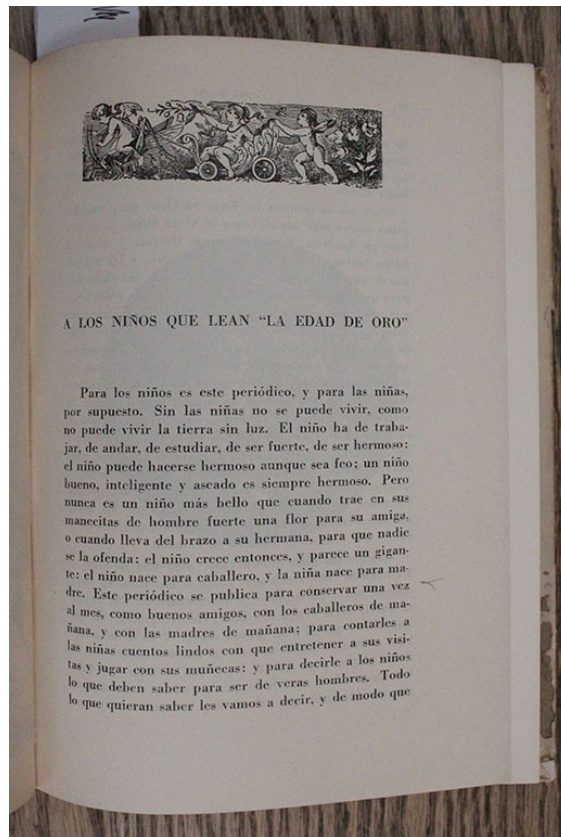 A LOS NIÑOS QUE LEAN “LA EDAD DE ORO”
Para los niños es este periódico, y para las niñas,
por supuesto. Sin las niñas no se puede vivir, como
no puede vivir la tierra sin luz. El niño ha de traba-
jar, de andar, de estudiar, de ser fuerte, de ser hermoso:
el niño puede hacerse hermoso aunque sea feo; un niño
bueno, inteligente y aseado es siempre hermoso. Pero
nunca es un niño más bello que cuando trae en sus
manecitas de hombre fuerte una flor para su amiga,
o cuando lleva del brazo a su hermana, para que nadie
se la ofenda: el niño crece entonces, y parece un gigan-
te: el niño nace para caballero, y la niña nace para ma-
dre. Este periódico se publica para conservar una vez
al mes, como buenos amigos, con los caballeros de ma-
ñana, y con las madres de mañana; para contarles a
las niñas cuentos lindos con que entretener a sus visi-
tas y jugar con sus muñecas: y para decirle a los niños
lo que deben saber para ser de veras hombres. Todo
lo que quieran saber les vamos a decir, y de modo que